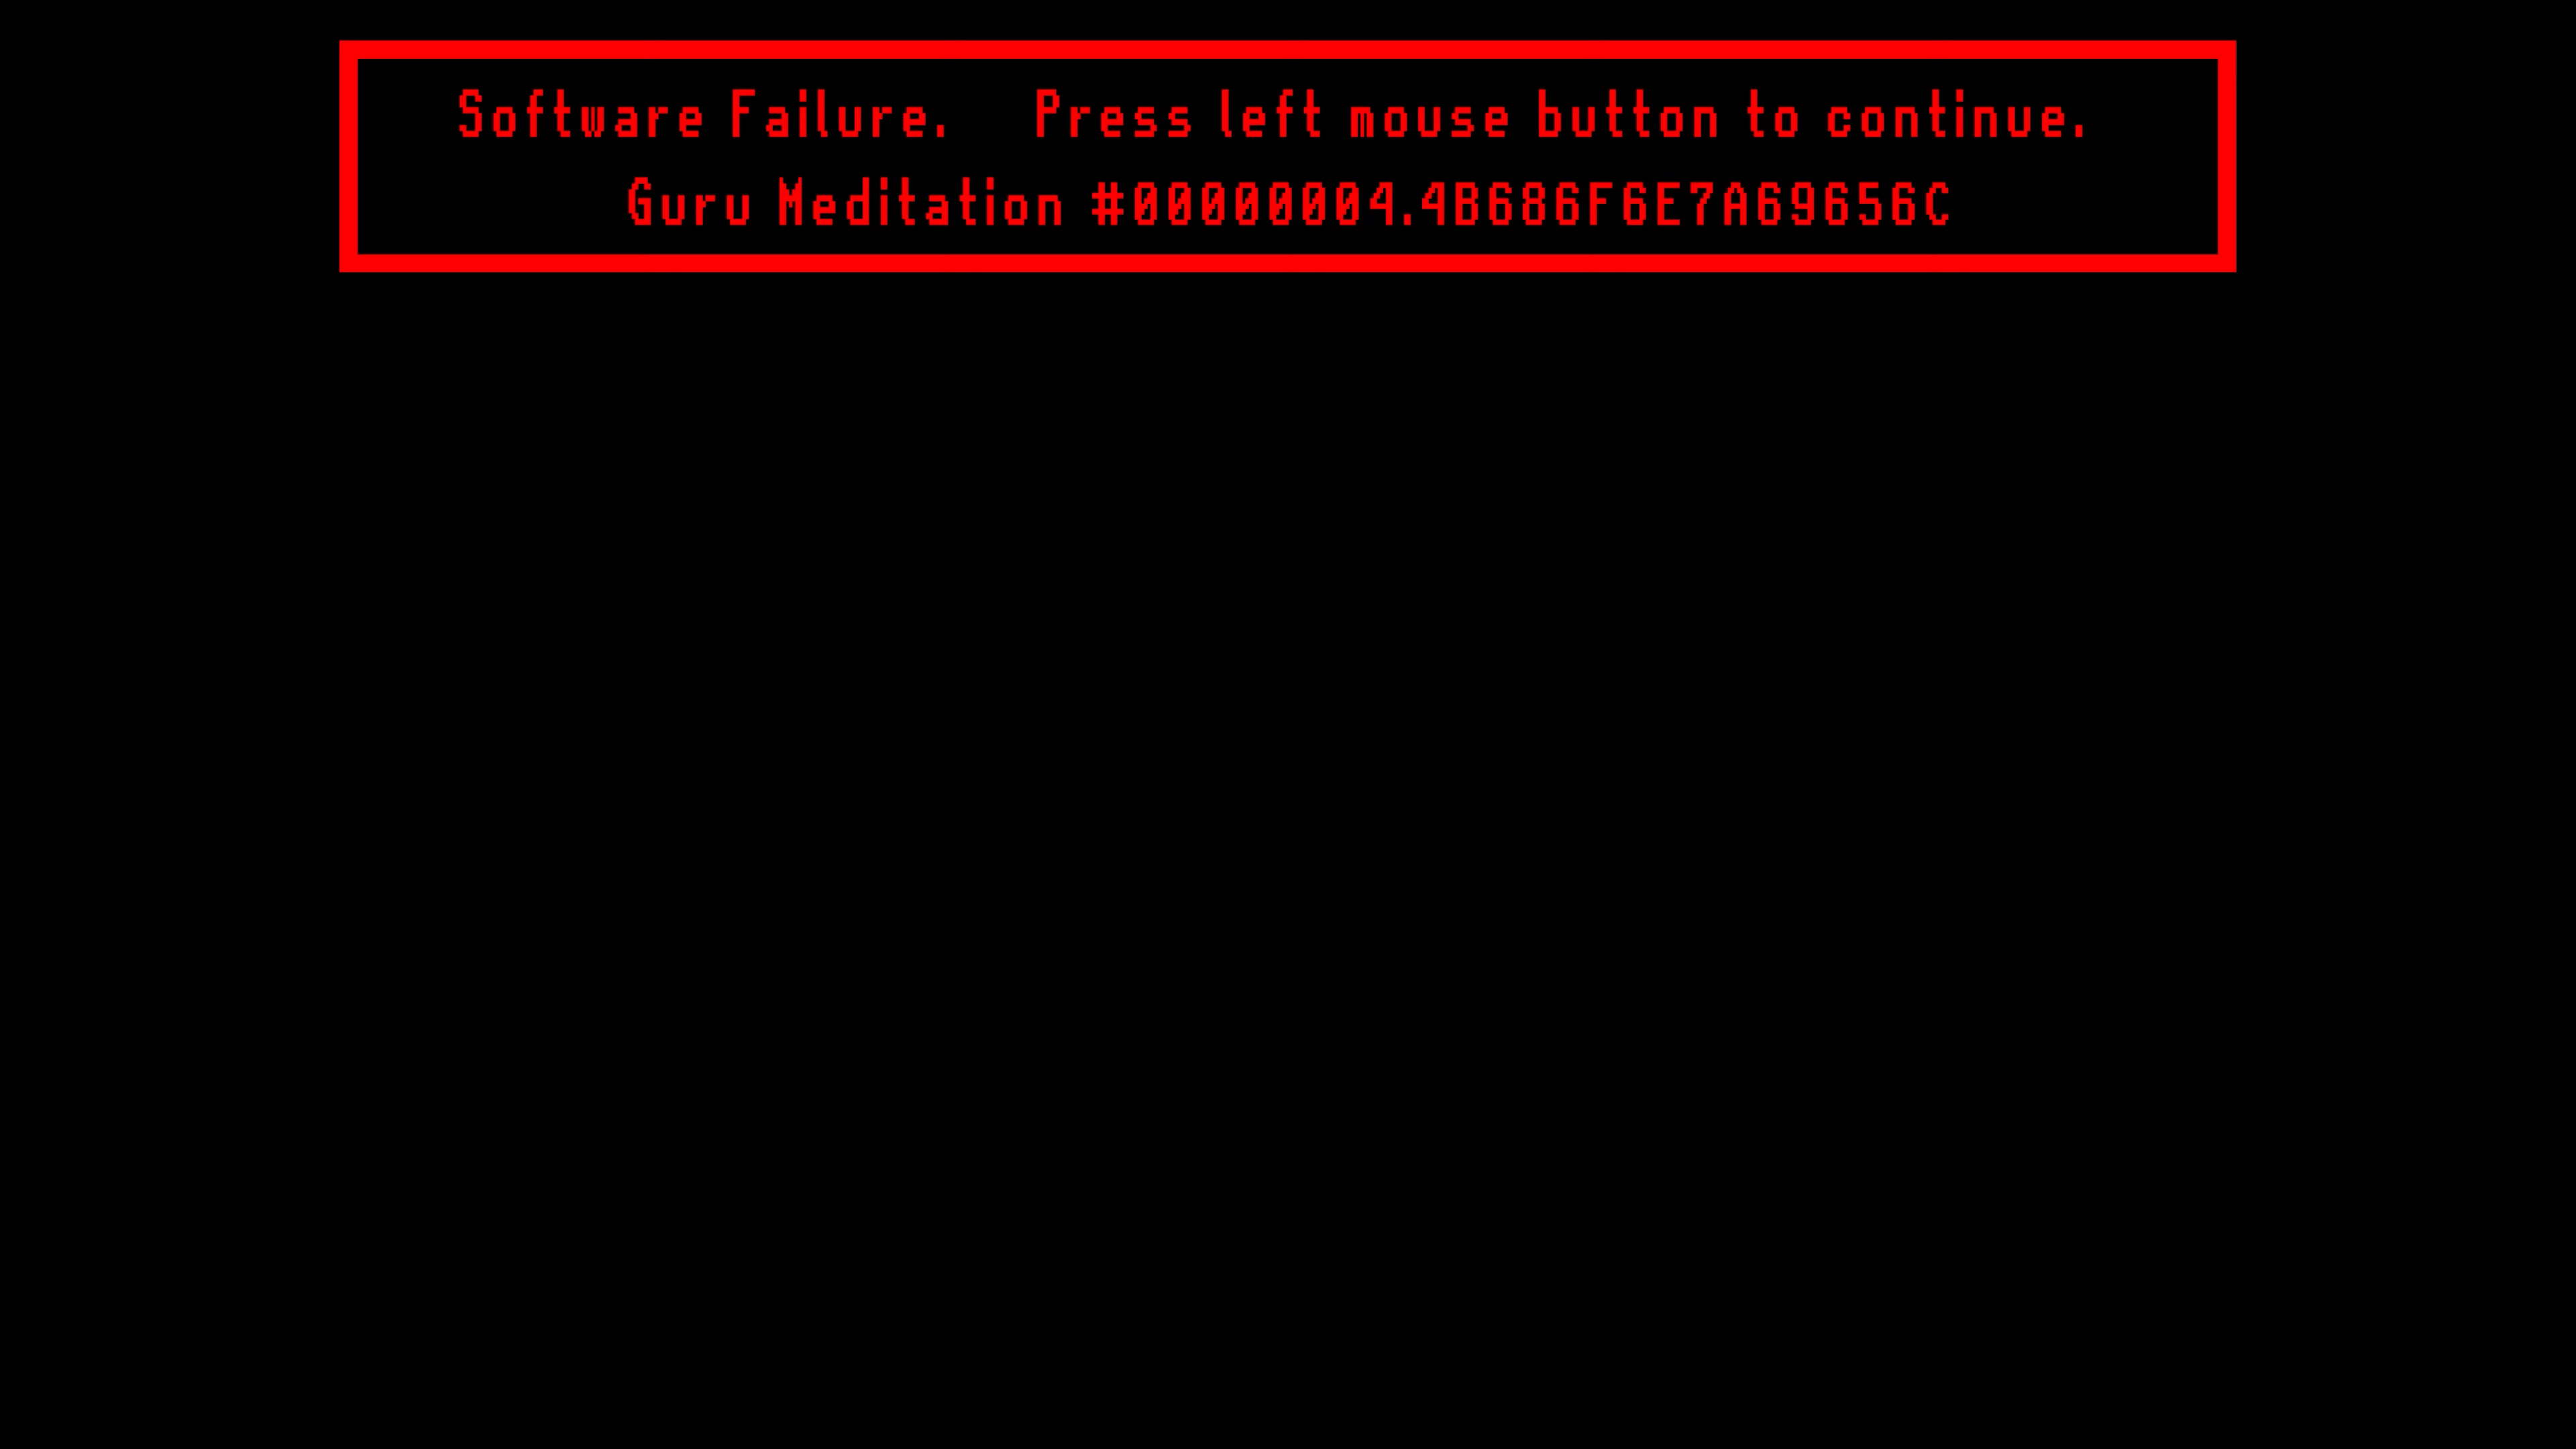 Software Failure.   Press left mouse button to continue.
Guru Meditation #00000004.4B686F6E7A69656C